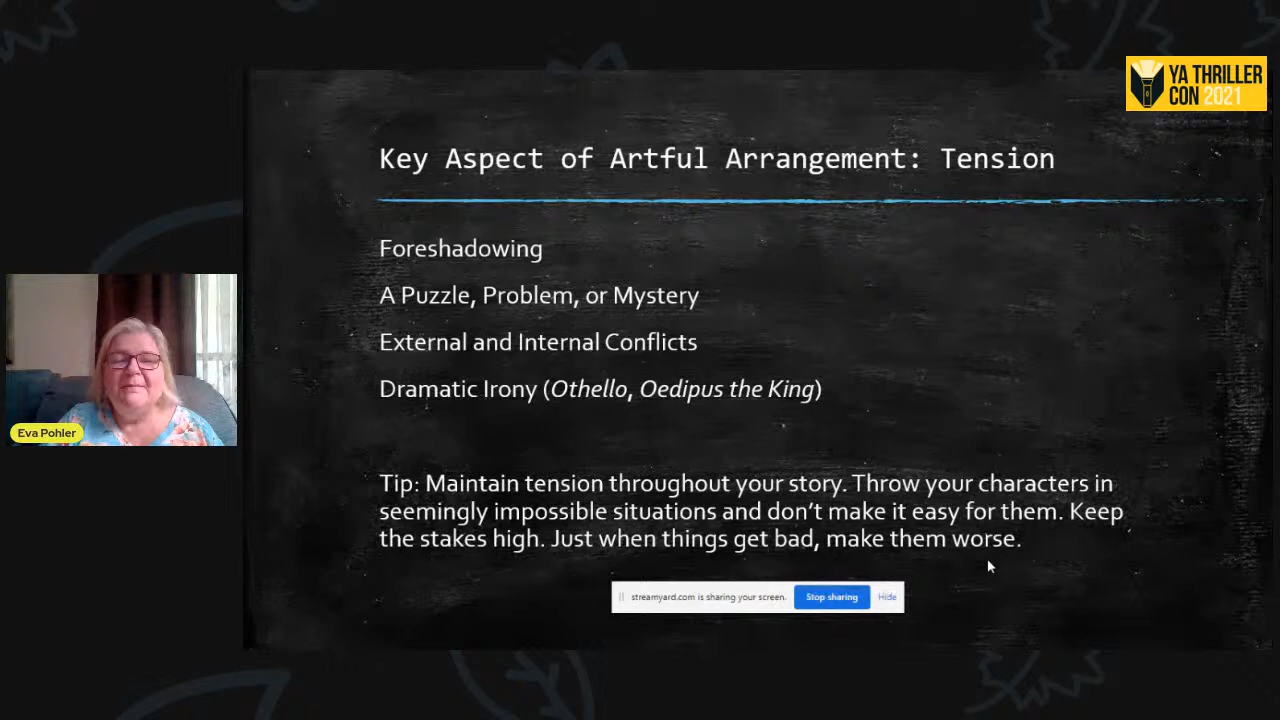 YA THRILLER
CON 2021
Key Aspect of Artful Arrangement: Tension
Foreshadowing
A Puzzle, Problem, or Mystery
External and Internal Conflicts
Dramatic Irony (Othello, Oedipus the King)
Eva Pohler
Tip: Maintain tension throughout your story. Throw your characters in
seemingly impossible situations and don’t make it easy for them. Keep
the stakes high. Just when things get bad, make them worse.
streamyard.com is sharing your screen. Stop sharing Hide